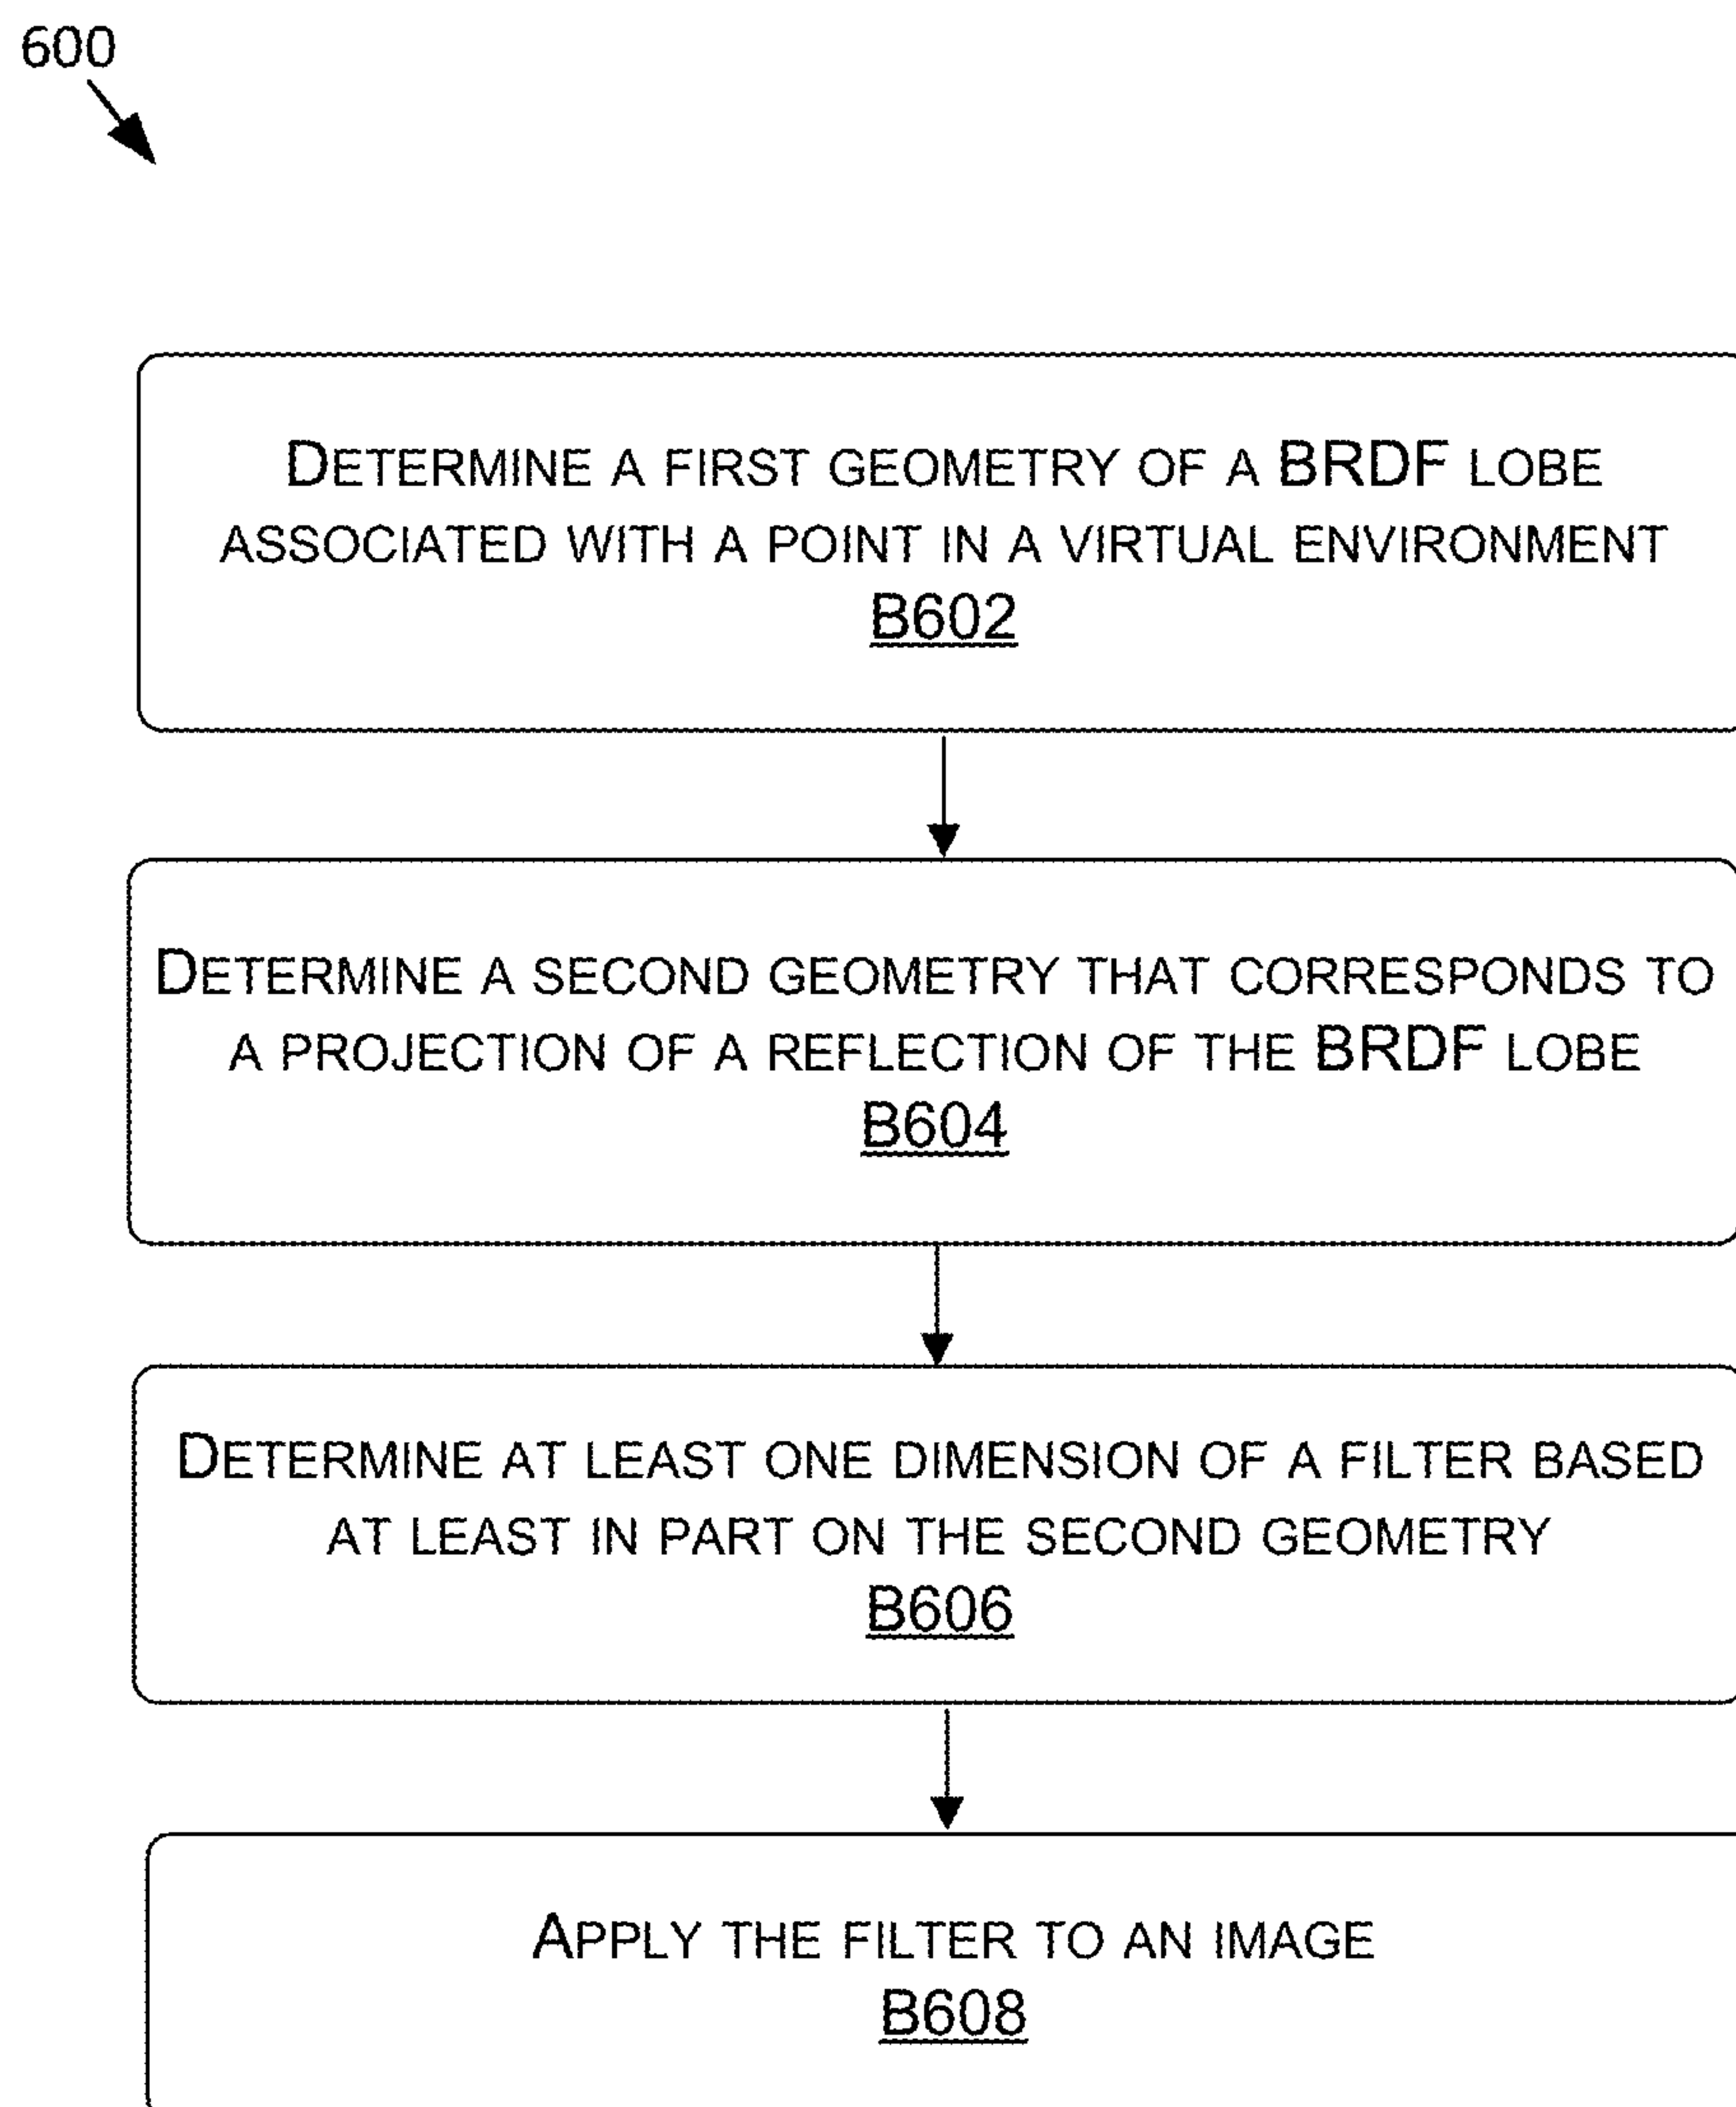 600
DETERMINE A FIRST GEOMETRY OF A BRDF LOBE
ASSOCIATED WITH A POINT IN A VIRTUAL ENVIRONMENT
B602
DETERMINE A SECOND GEOMETRY THAT CORRESPONDS TO
A PROJECTION OF A REFLECTION OF THE BRDF LOBE
B604
DETERMINE AT LEAST ONE DIMENSION OF A FILTER BASED
AT LEAST IN PART ON THE SECOND GEOMETRY
B606
APPLY THE FILTER TO AN IMAGE
B608